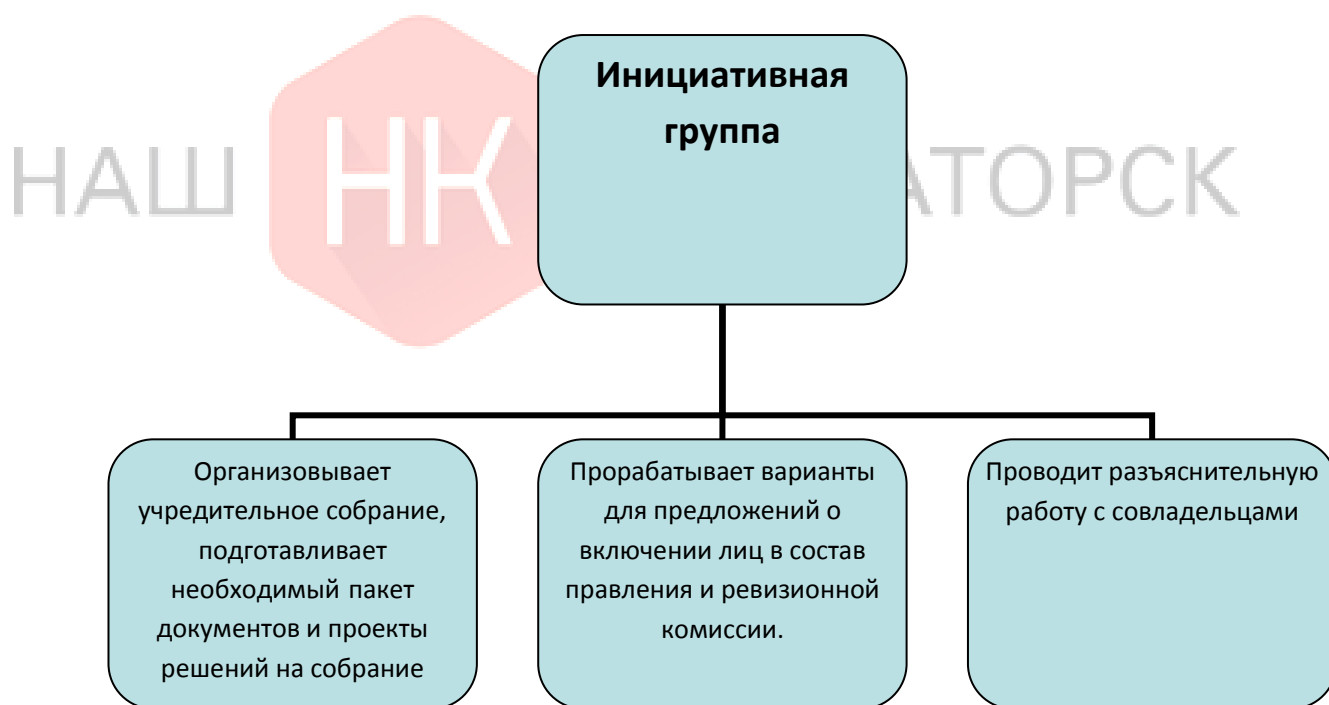 Инициативная
группа
НАШ НК АТОРСК
Организовывает
учредительное собрание,
подготавливает
необходимый пакет
документов и проекты
решений на собрание
Прорабатывает варианты
для предложений о
включении лиц в состав
правления и ревизионной
комиссии.
Проводит разъяснительную
работу с совладельцами